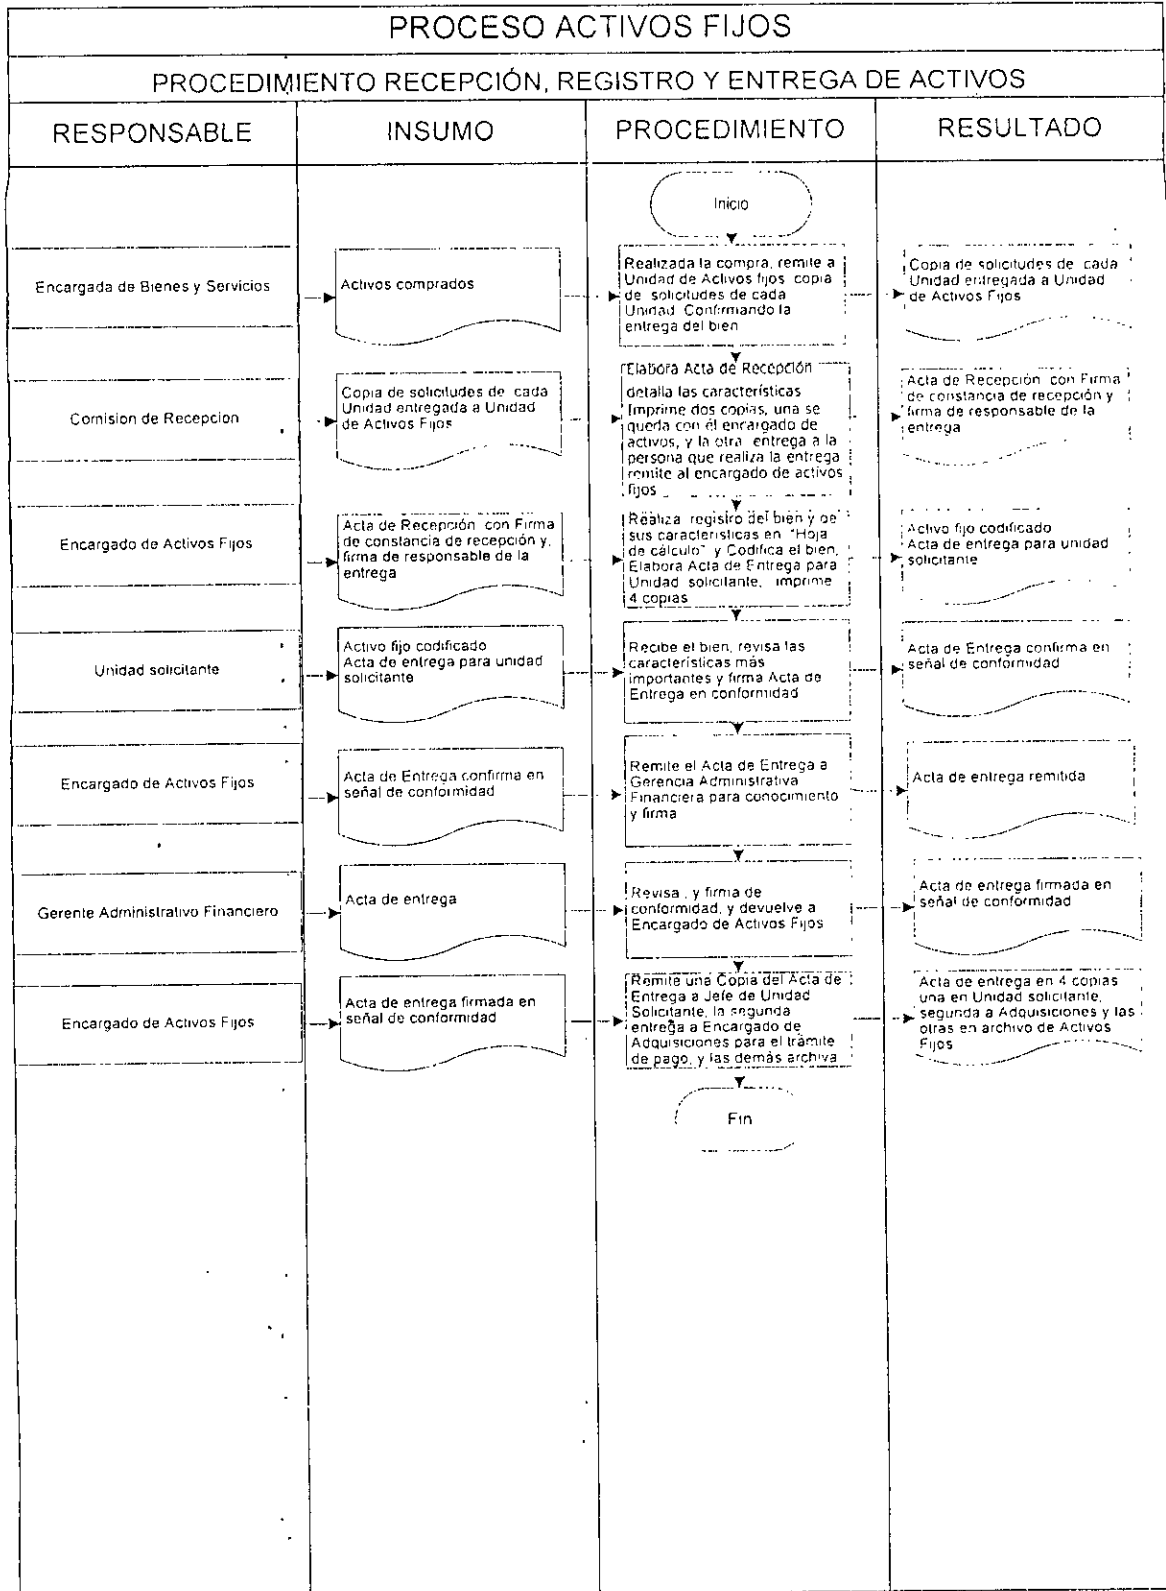 PROCESO ACTIVOS FIJOS
PROCEDIMIENTO RECEPCIÓN, REGISTRO Y ENTREGA DE ACTIVOS
RESPONSABLE
INSUMO
PROCEDIMIENTO
RESULTADO
Inicio
Encargada de Bienes y Servicios
Activos comprados
Realizada la compra, remite a
Unidad de Activos fijos copia
de solicitudes de cada
Unidad Confirmando la
entrega del bien
Copia de solicitudes de cada
Unidad entregada a Unidad
de Activos Fijos
Comision de Recepcion
Copia de solicitudes de cada
Unidad entregada a Unidad
de Activos Fijos
Elabora Acta de Recepción
detalla las características
Imprime dos copias, una se
queda con él encargado de
activos, y la otra entrega a la
persona que realiza la entrega
remite al encargado de activos
fijos
Acta de Recepción con Firma
de constancia de recepción y
firma de responsable de la
entrega
Encargado de Activos Fijos
Acta de Recepción con Firma
de constancia de recepción y,
firma de responsable de la
entrega
Realiza registro del bien y de
sus características en "Hoja
de cálculo" y Codifica el bien,
Elabora Acta de Entrega para
Unidad solicitante, imprime
4 copias
Activo fijo codificado
Acta de entrega para unidad
solicitante
Unidad solicitante
Activo fijo codificado
Acta de entrega para unidad
solicitante
Recibe el bien, revisa las
características más
importantes y firma Acta de
Entrega en conformidad
Acta de Entrega confirma en
señal de conformidad
Encargado de Activos Fijos
Acta de Entrega confirma en
señal de conformidad
Remite el Acta de Entrega a
Gerencia Administrativa
Financiera para conocimiento
y firma
Acta de entrega remitida
Gerente Administrativo Financiero
Acta de entrega
Revisa , y firma de
conformidad, y devuelve a
Encargado de Activos Fijos
Acta de entrega firmada en
señal de conformidad
Encargado de Activos Fijos
Acta de entrega firmada en
señal de conformidad
Remite una Copia del Acta de
Entrega a Jefe de Unidad
Solicitante, la segunda
entrega a Encargado de
Adquisiciones para el trámite
de pago, y las demás archiva
Acta de entrega en 4 copias
una en Unidad solicitante,
segunda a Adquisiciones y las
otras en archivo de Activos
Fijos
Fin